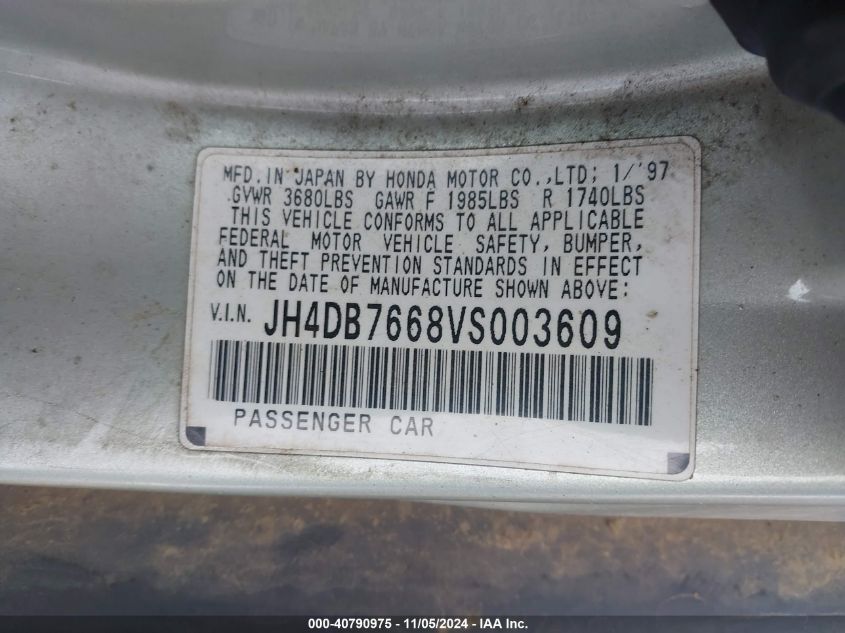 MFD. IN JAPAN BY HONDA MOTOR CO.,LTD; 1/'97
GVWR 3680LBS GAWR F 1985LBS R 1740LBS
THIS VEHICLE CONFORMS TO ALL APPLICABLE
FEDERAL MOTOR VEHICLE SAFETY, BUMPER,
AND THEFT PREVENTION STANDARDS IN EFFECT
ON THE DATE OF MANUFACTURE SHOWN ABOVE:
V.I.N. JH4DB7668VS003609
PASSENGER CAR
000-40790975 - 11/05/2024 - IAA Inc.